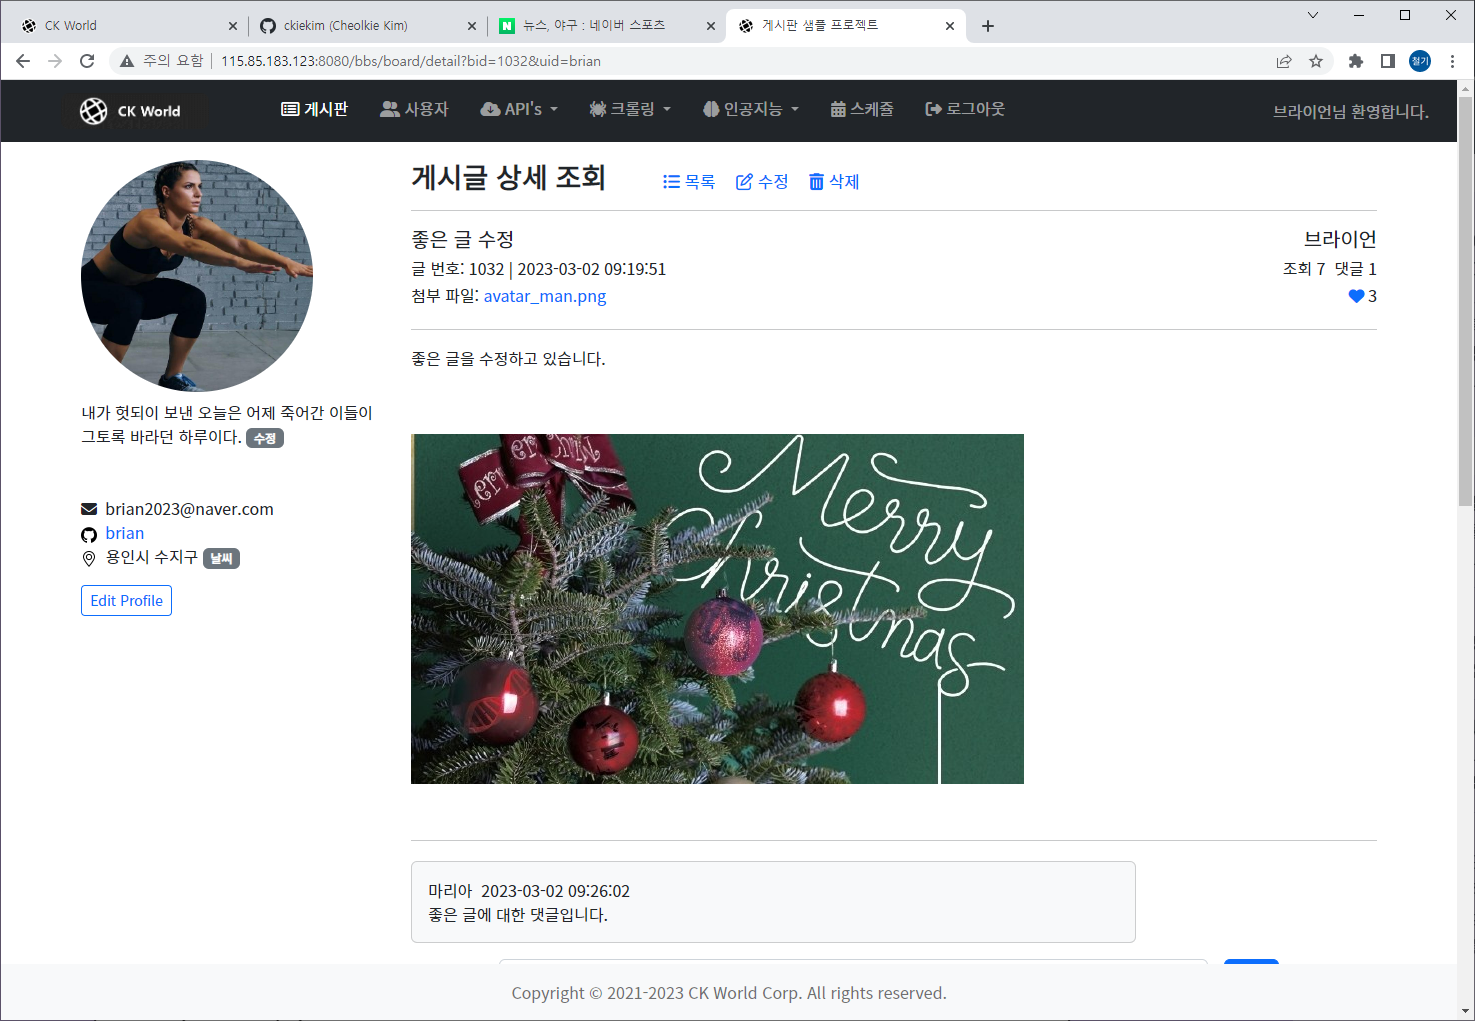 CK World
ckiekim (Cheolkie Kim)
뉴스, 야구 : 네이버 스포츠
게시판 샘플 프로젝트
주의 요함
115.85.183.123:8080/bbs/board/detail?bid=1032&uid=brian
철기
CK World
게시판
사용자
API's
크롤링
인공지능
스케쥴
로그아웃
브라이언님 환영합니다.
게시글 상세 조회
목록
수정
삭제
좋은 글 수정
브라이언
글 번호: 1032 | 2023-03-02 09:19:51
조회 7 댓글 1
첨부 파일: avatar_man.png
3
좋은 글을 수정하고 있습니다.
내가 헛되이 보낸 오늘은 어제 죽어간 이들이
그토록 바라던 하루이다. 수정
brian2023@naver.com
brian
용인시 수지구 날씨
Edit Profile
Merry
Christmas
마리아 2023-03-02 09:26:02
좋은 글에 대한 댓글입니다.
Copyright © 2021-2023 CK World Corp. All rights reserved.